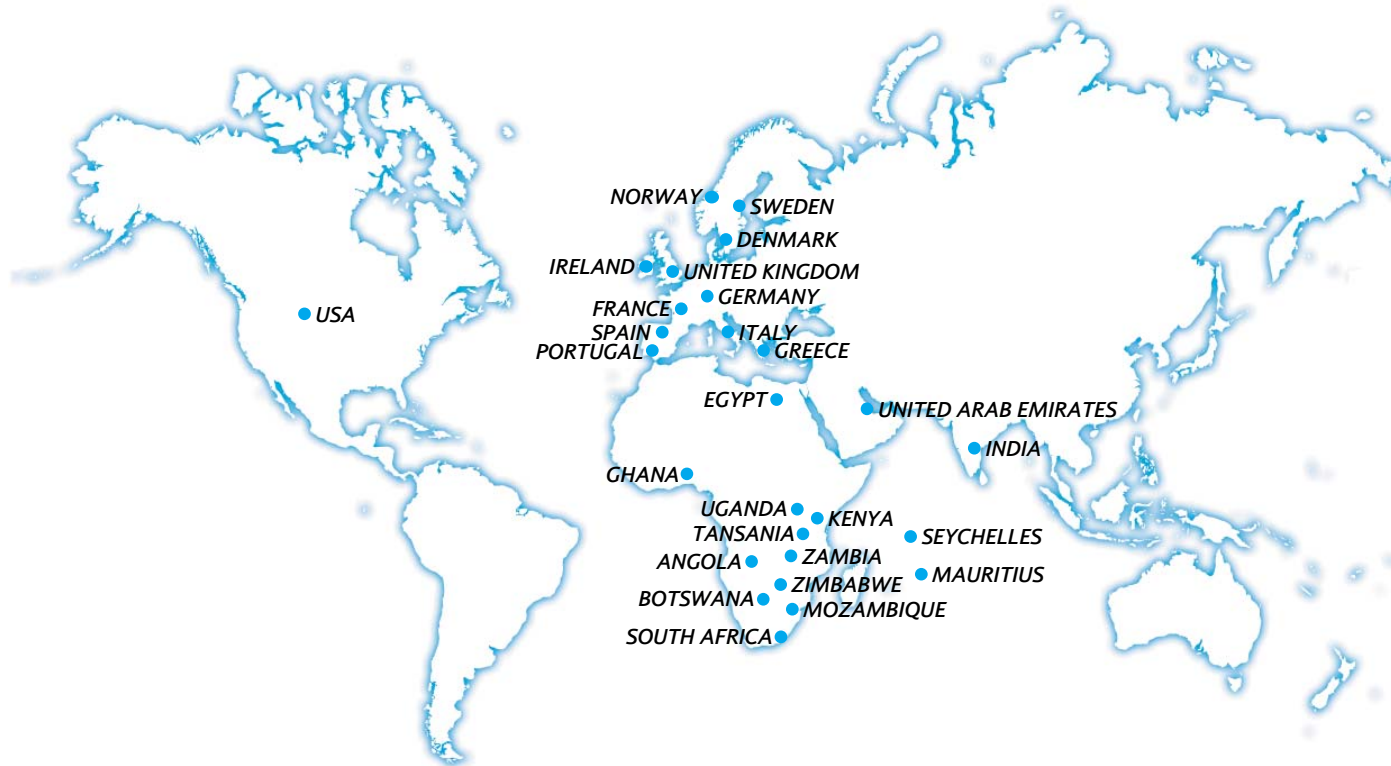 NORWAY
SWEDEN
DENMARK
IRELAND
UNITED KINGDOM
GERMANY
FRANCE
USA
SPAIN
ITALY
PORTUGAL
GREECE
EGYPT
UNITED ARAB EMIRATES
INDIA
GHANA
UGANDA
KENYA
TANSANIA
SEYCHELLES
ANGOLA
ZAMBIA
MAURITIUS
ZIMBABWE
BOTSWANA
MOZAMBIQUE
SOUTH AFRICA